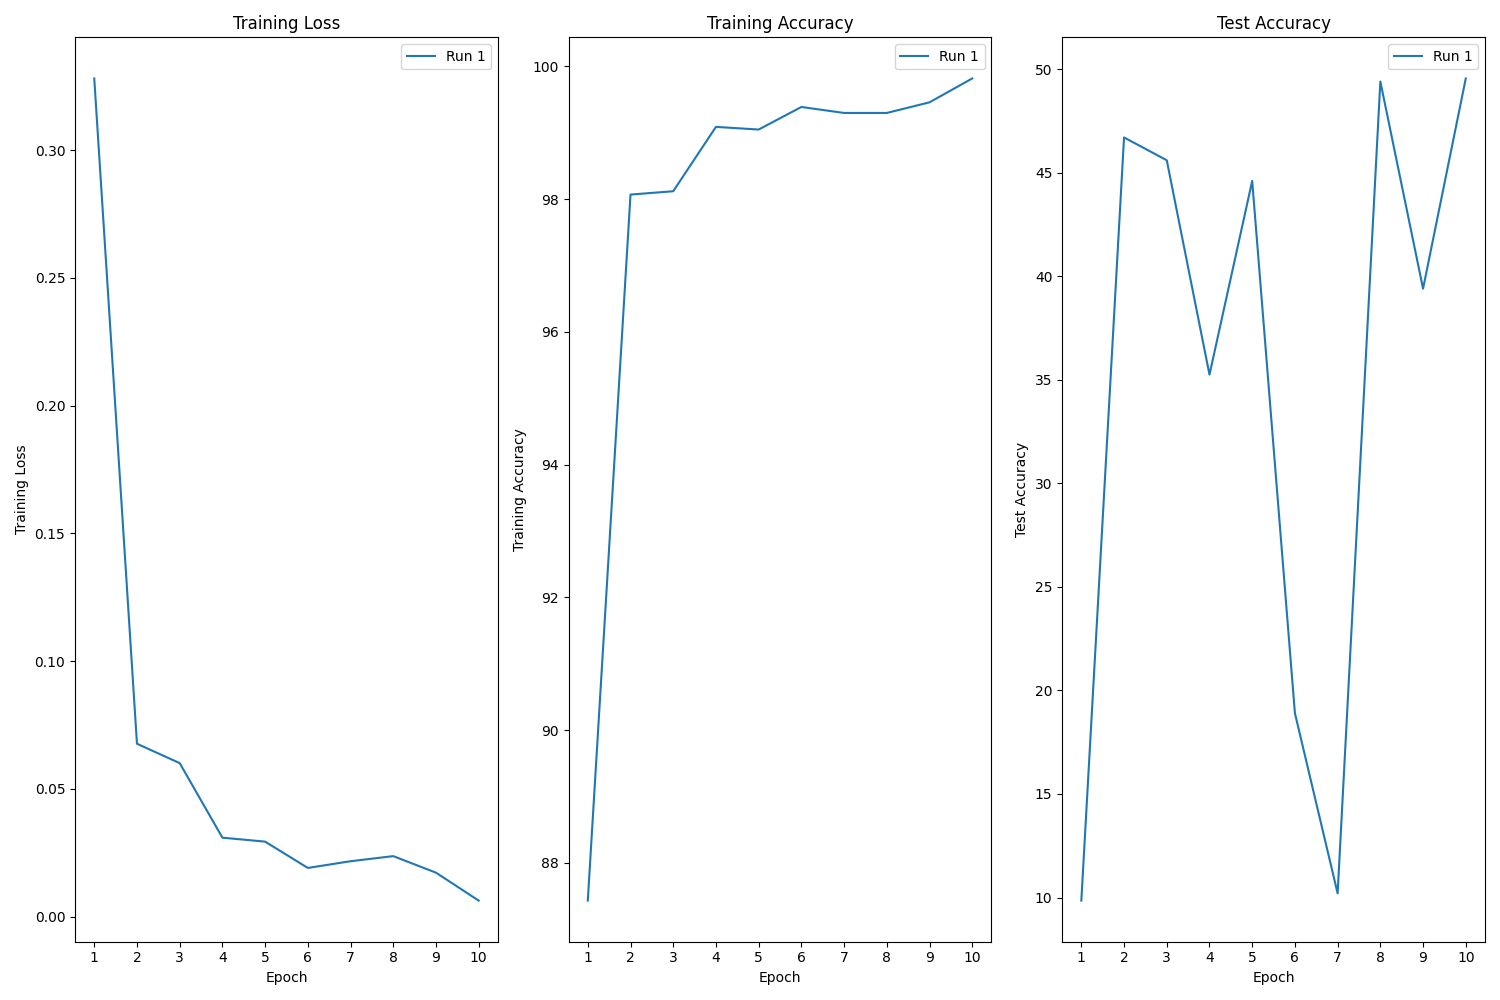 Training Loss
Run 1
0.30
0.25
0.20
0.15
0.10
0.05
0.00
Training Loss
1 2 3 4 5 6 7 8 9 10
Epoch
Training Accuracy
Run 1
100
98
96
94
92
90
88
Training Accuracy
1 2 3 4 5 6 7 8 9 10
Epoch
Test Accuracy
Run 1
50
45
40
35
30
25
20
15
10
Test Accuracy
1 2 3 4 5 6 7 8 9 10
Epoch